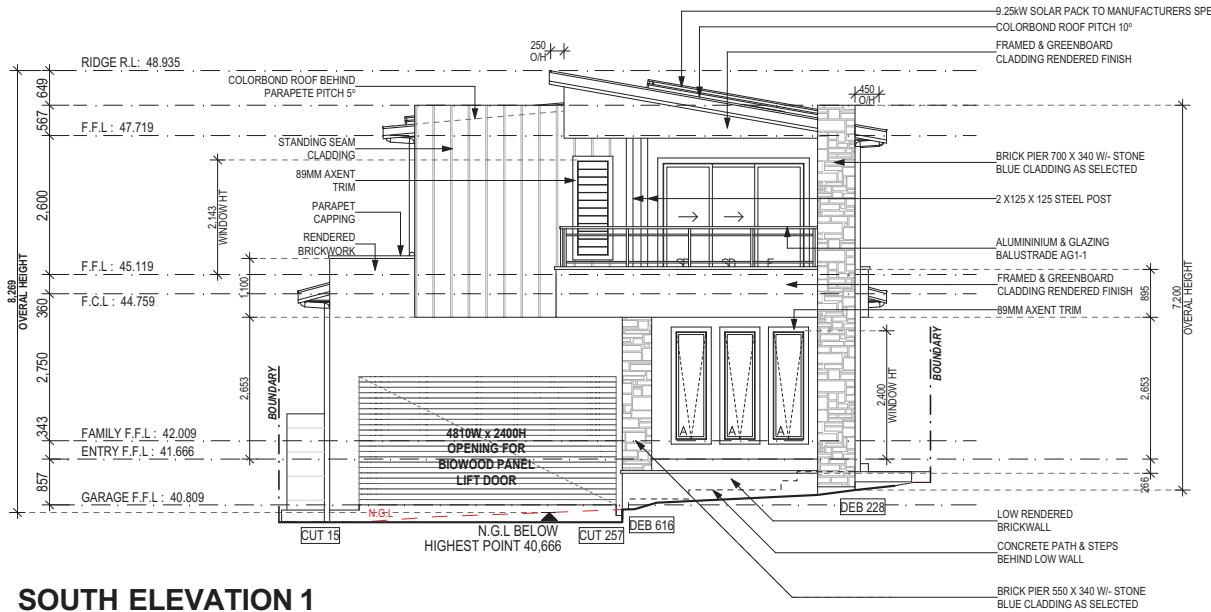 9.25kW SOLAR PACK TO MANUFACTURERS SPE
COLORBOND ROOF PITCH 10°
FRAMED & GREENBOARD
CLADDING RENDERED FINISH
250
O/H
450
O/H
RIDGE R.L: 48.935
COLORBOND ROOF BEHIND
PARAPETE PITCH 5°
F.F.L : 47.719
STANDING SEAM
CLADDING
89MM AXENT
TRIM
PARAPET
CAPPING
RENDERED
BRICKWORK
F.F.L : 45.119
F.C.L : 44.759
BRICK PIER 700 X 340 W/- STONE
BLUE CLADDING AS SELECTED
2 X125 X 125 STEEL POST
ALUMININIUM & GLAZING
BALUSTRADE AG1-1
FRAMED & GREENBOARD
CLADDING RENDERED FINISH
89MM AXENT TRIM
8,269
OVERAL HEIGHT
649
567
2,600
360
2,750
343
857
2,143
WINDOW HT
1,100
2,653
BOUNDARY
FAMILY F.F.L : 42.009
ENTRY F.F.L : 41.666
GARAGE F.F.L : 40.809
4810W x 2400H
OPENING FOR
BIOWOOD PANEL
LIFT DOOR
A
A
A
2,400
WINDOW HT
BOUNDARY
895
2,653
266
7,200
OVERAL HEIGHT
N.G.L
CUT 15
N.G.L BELOW
HIGHEST POINT 40,666
CUT 257
DEB 616
DEB 228
LOW RENDERED
BRICKWALL
CONCRETE PATH & STEPS
BEHIND LOW WALL
BRICK PIER 550 X 340 W/- STONE
BLUE CLADDING AS SELECTED
SOUTH ELEVATION 1